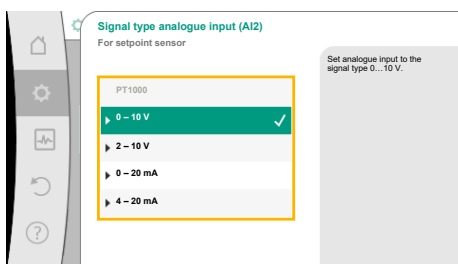 Signal type analogue input (AI2)
For setpoint sensor
Set analogue input to the
signal type 0…10 V.
PT1000
0 – 10 V
2 – 10 V
0 – 20 mA
4 – 20 mA
?